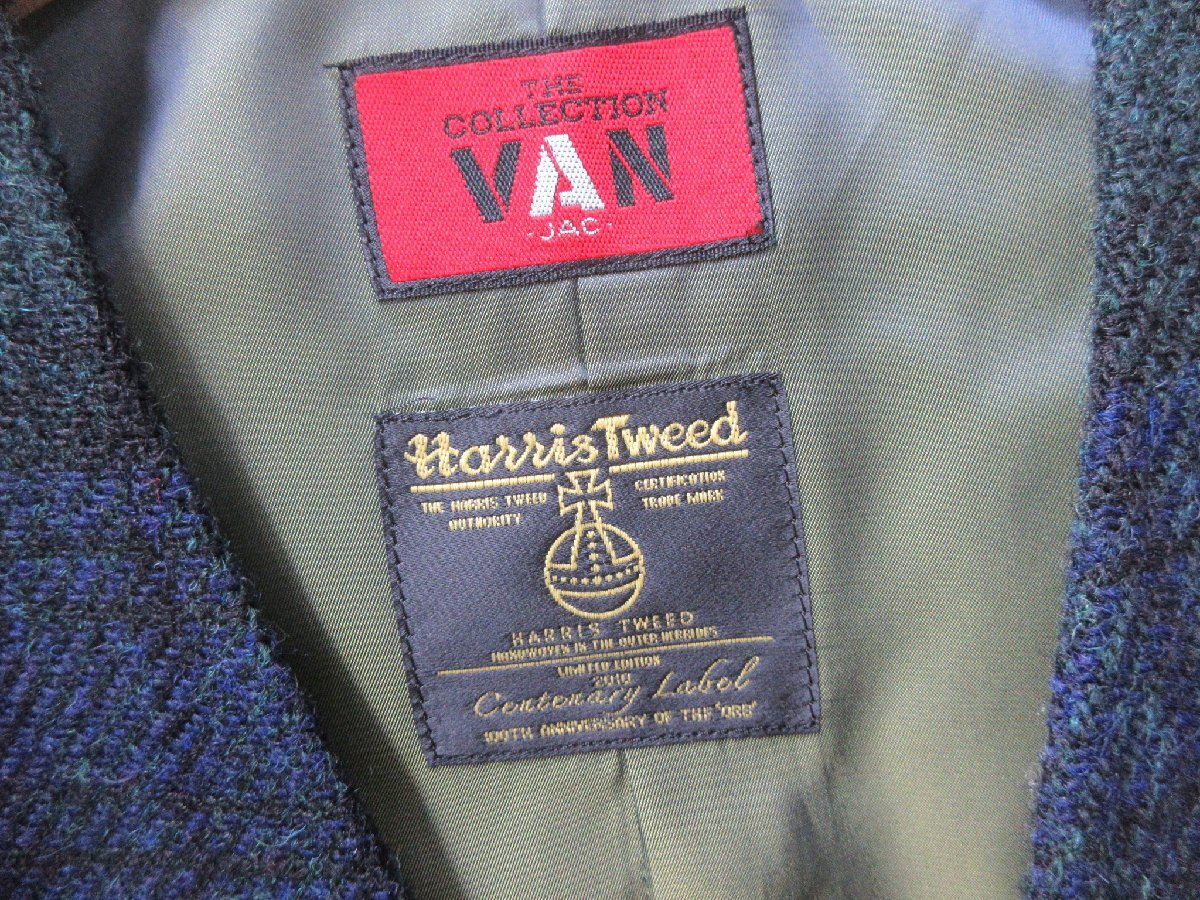 THE
COLLECTION
VAN
·JAC·
Harris Tweed
THE HARRIS TWEED
AUTHORITY
CERTIFICATION
TRADE MARK
HARRIS TWEED
HANDWOVEN IN THE OUTER HEBRIDES
LIMITED EDITION
2010
Centenary Label
100TH ANNIVERSARY OF THE 'ORB'